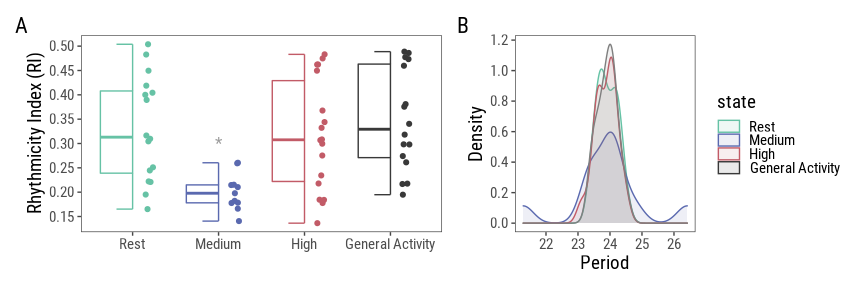 A
Rhythmicity Index (RI)
0.50
0.45
0.40
0.35
0.30
0.25
0.20
0.15
*
Rest Medium High General Activity
B
Density
1.2
1.0
0.8
0.6
0.4
0.2
0.0
22 23 24 25 26
Period
state
Rest
Medium
High
General Activity